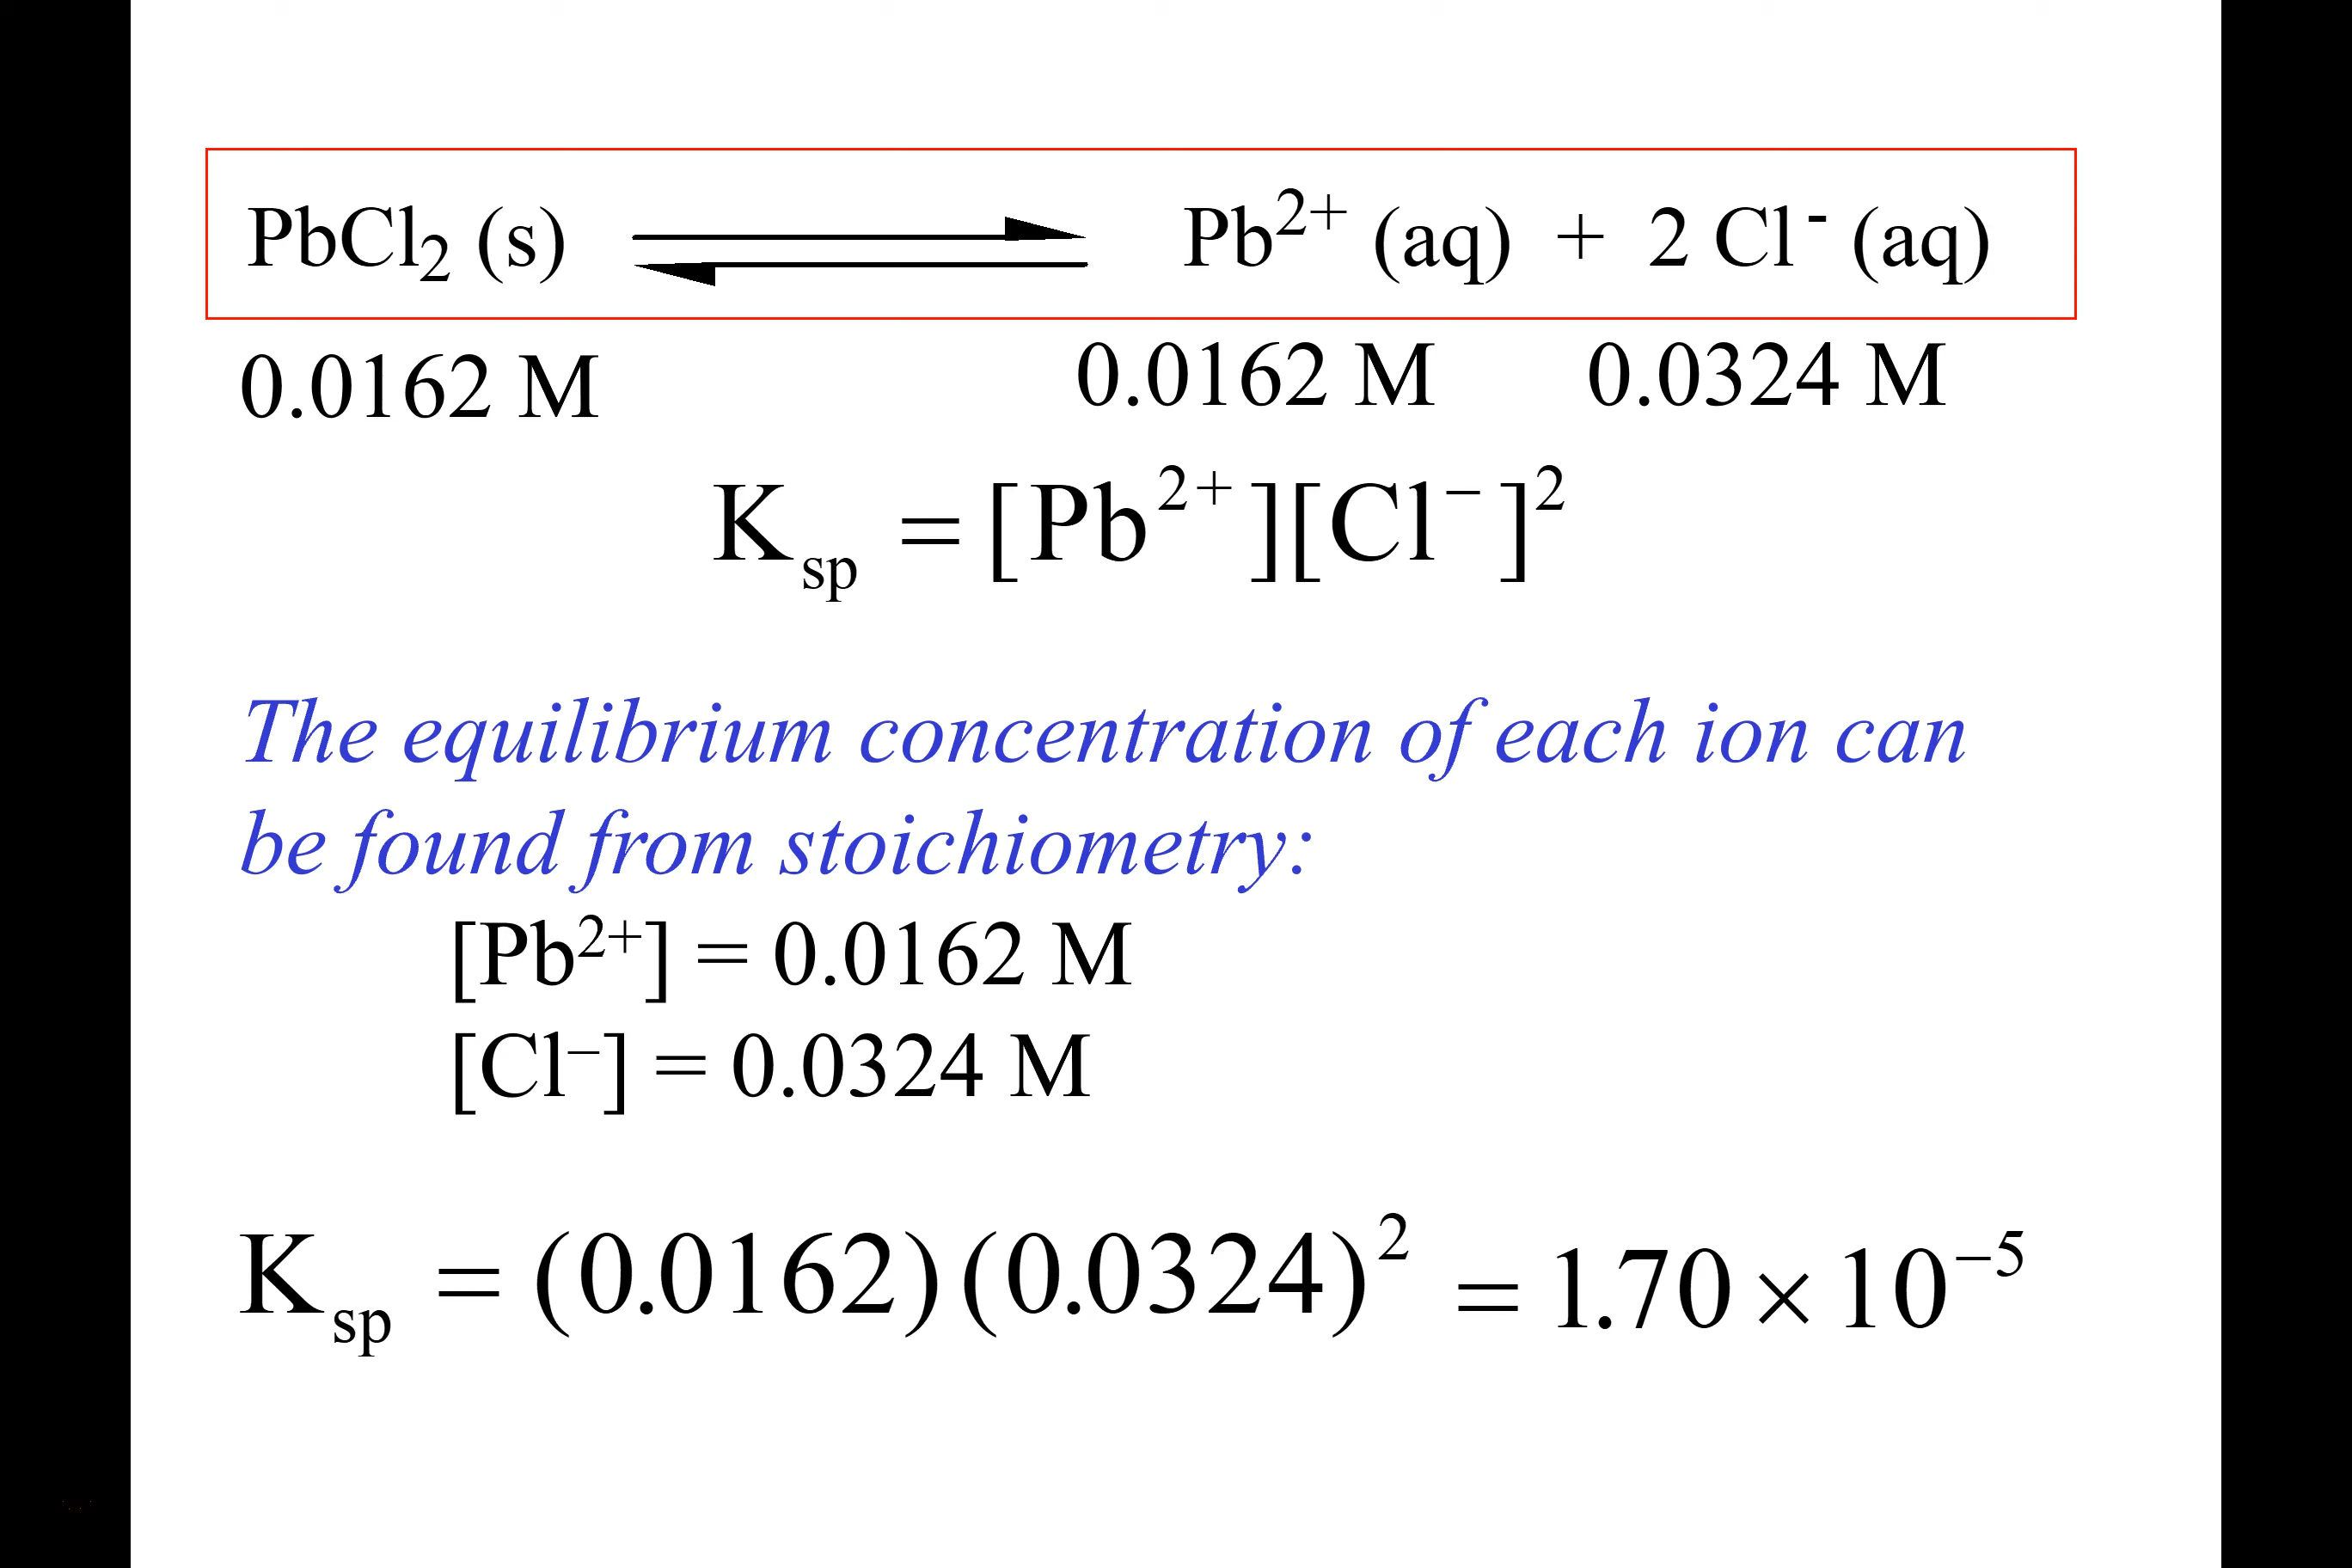 PbCl₂ (s) ⇌ Pb²⁺ (aq) + 2 Cl⁻ (aq)
0.0162 M 0.0162 M 0.0324 M
Kₛₚ = [Pb²⁺][Cl⁻]²
The equilibrium concentration of each ion can
be found from stoichiometry:
[Pb²⁺] = 0.0162 M
[Cl⁻] = 0.0324 M
Kₛₚ = (0.0162)(0.0324)² = 1.70 × 10⁻⁵